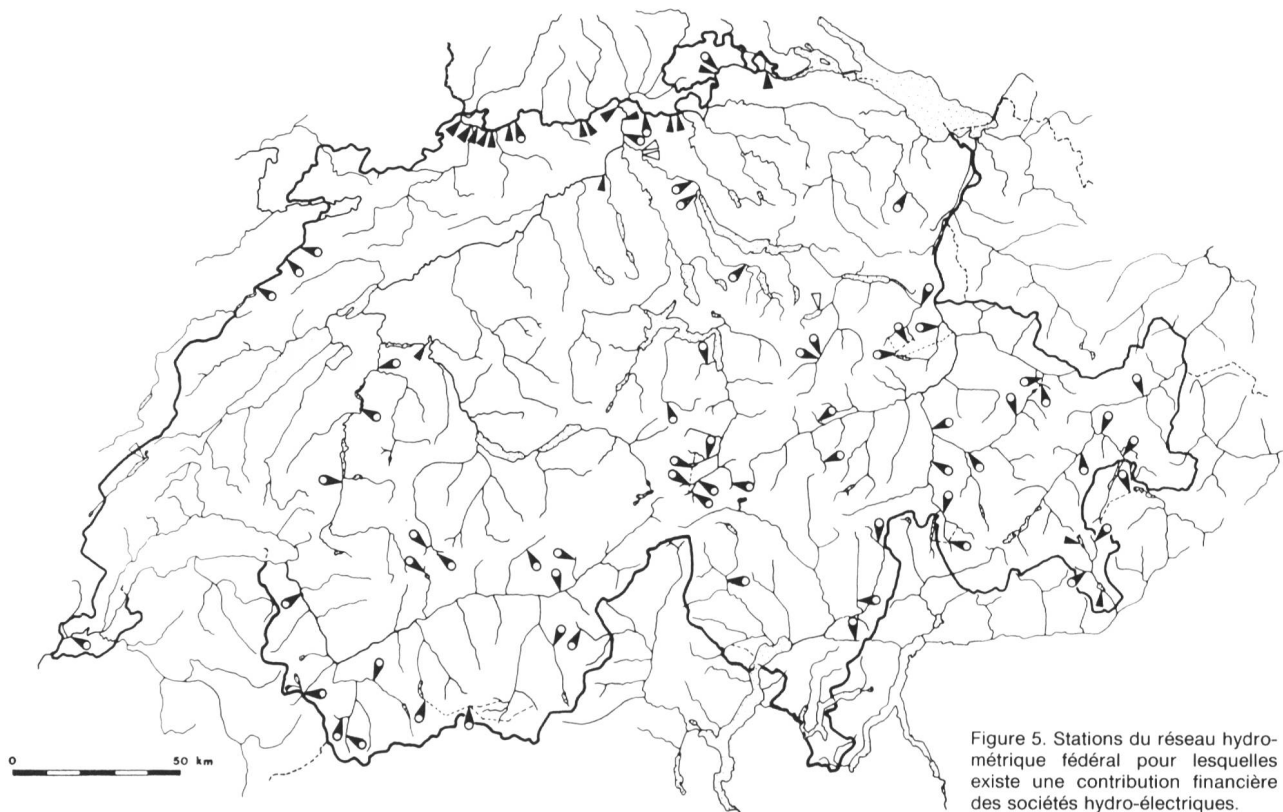 0 50 km
Figure 5. Stations du réseau hydro-
métrique fédéral pour lesquelles
existe une contribution financière
des sociétés hydro-électriques.